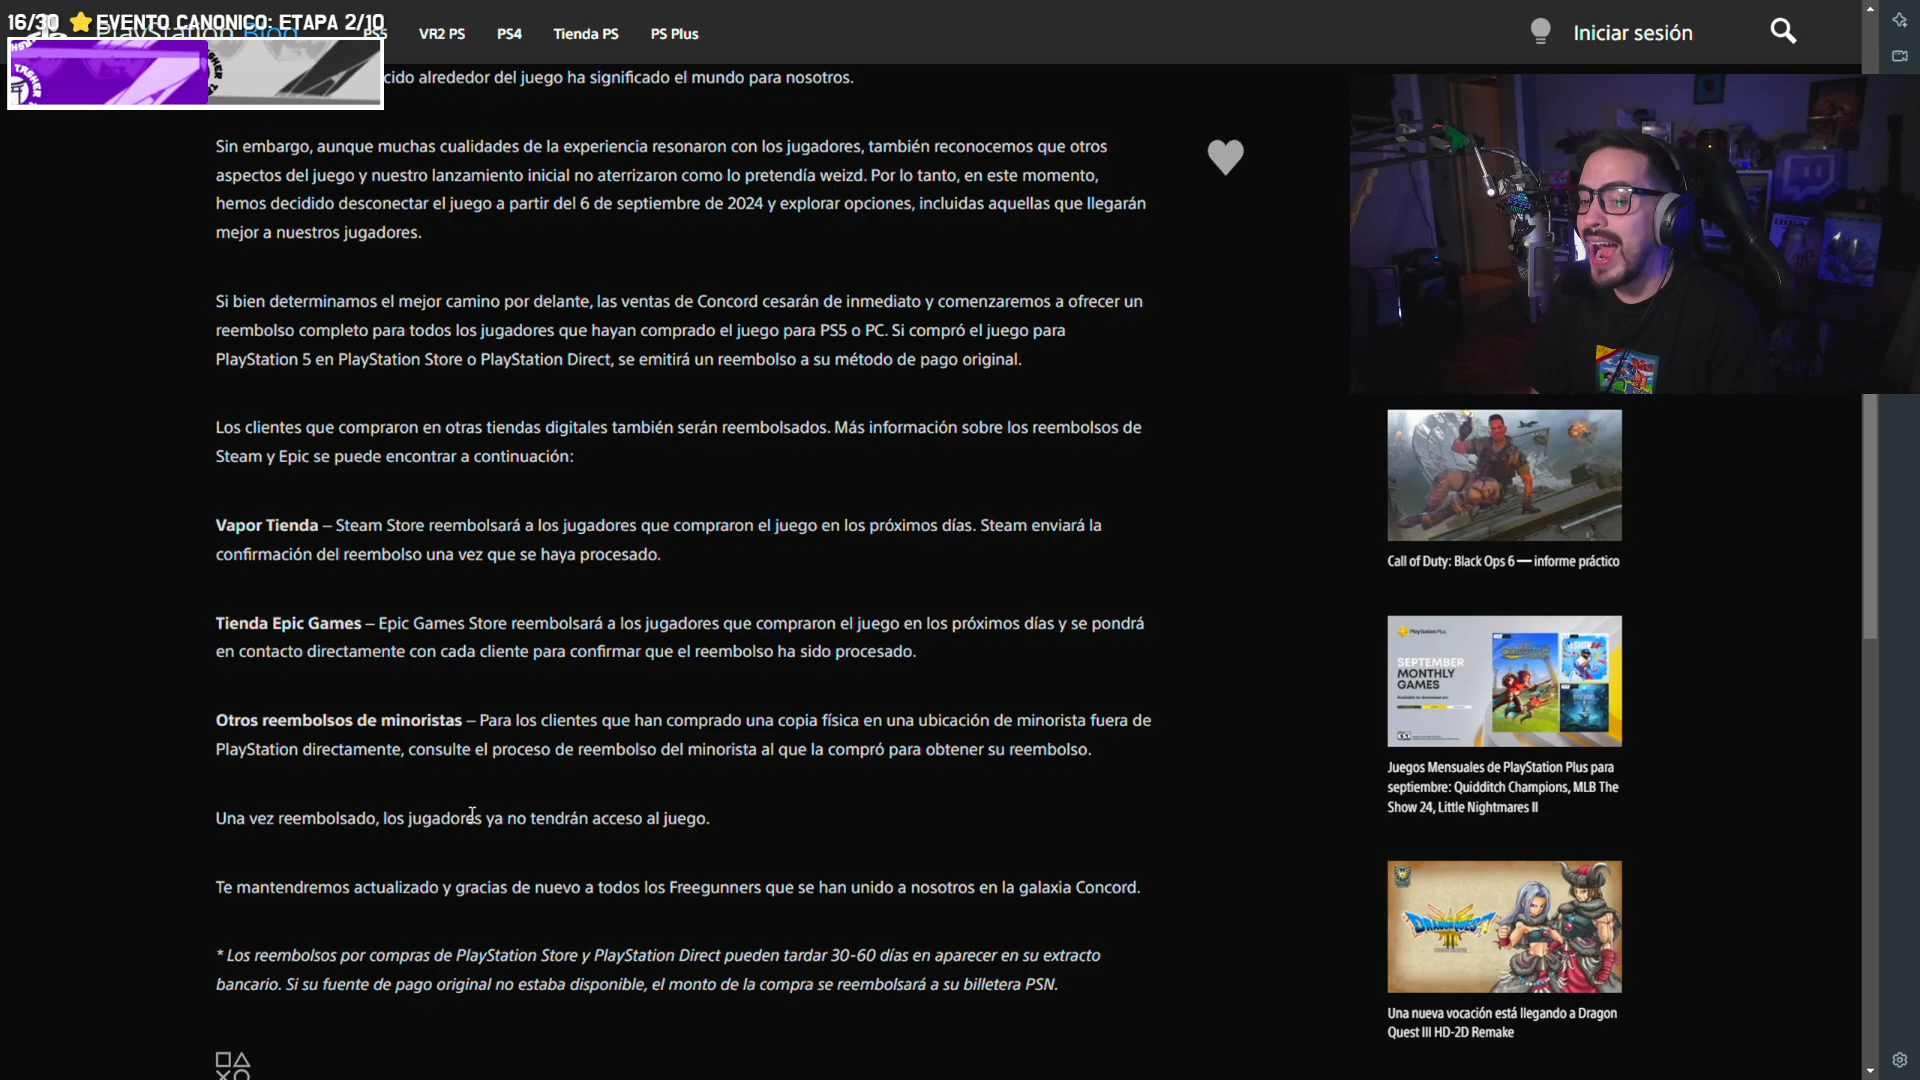 16/30 ⭐ EVENTO CANONICO: ETAPA 2/10
PlayStation Blog
PS5
VR2 PS
PS4
Tienda PS
PS Plus
Iniciar sesión
cido alrededor del juego ha significado el mundo para nosotros.
Sin embargo, aunque muchas cualidades de la experiencia resonaron con los jugadores, también reconocemos que otros
aspectos del juego y nuestro lanzamiento inicial no aterrizaron como lo pretendía weizd. Por lo tanto, en este momento,
hemos decidido desconectar el juego a partir del 6 de septiembre de 2024 y explorar opciones, incluidas aquellas que llegarán
mejor a nuestros jugadores.
Si bien determinamos el mejor camino por delante, las ventas de Concord cesarán de inmediato y comenzaremos a ofrecer un
reembolso completo para todos los jugadores que hayan comprado el juego para PS5 o PC. Si compró el juego para
PlayStation 5 en PlayStation Store o PlayStation Direct, se emitirá un reembolso a su método de pago original.
Los clientes que compraron en otras tiendas digitales también serán reembolsados. Más información sobre los reembolsos de
Steam y Epic se puede encontrar a continuación:
Vapor Tienda – Steam Store reembolsará a los jugadores que compraron el juego en los próximos días. Steam enviará la
confirmación del reembolso una vez que se haya procesado.
Tienda Epic Games – Epic Games Store reembolsará a los jugadores que compraron el juego en los próximos días y se pondrá
en contacto directamente con cada cliente para confirmar que el reembolso ha sido procesado.
Otros reembolsos de minoristas – Para los clientes que han comprado una copia física en una ubicación de minorista fuera de
PlayStation directamente, consulte el proceso de reembolso del minorista al que la compró para obtener su reembolso.
Una vez reembolsado, los jugadores ya no tendrán acceso al juego.
Te mantendremos actualizado y gracias de nuevo a todos los Freegunners que se han unido a nosotros en la galaxia Concord.
* Los reembolsos por compras de PlayStation Store y PlayStation Direct pueden tardar 30-60 días en aparecer en su extracto
bancario. Si su fuente de pago original no estaba disponible, el monto de la compra se reembolsará a su billetera PSN.
Call of Duty: Black Ops 6 — informe práctico
PlayStation Plus
SEPTEMBER
MONTHLY
GAMES
Juegos Mensuales de PlayStation Plus para
septiembre: Quidditch Champions, MLB The
Show 24, Little Nightmares II
DRAGON QUEST
III
Una nueva vocación está llegando a Dragon
Quest III HD-2D Remake